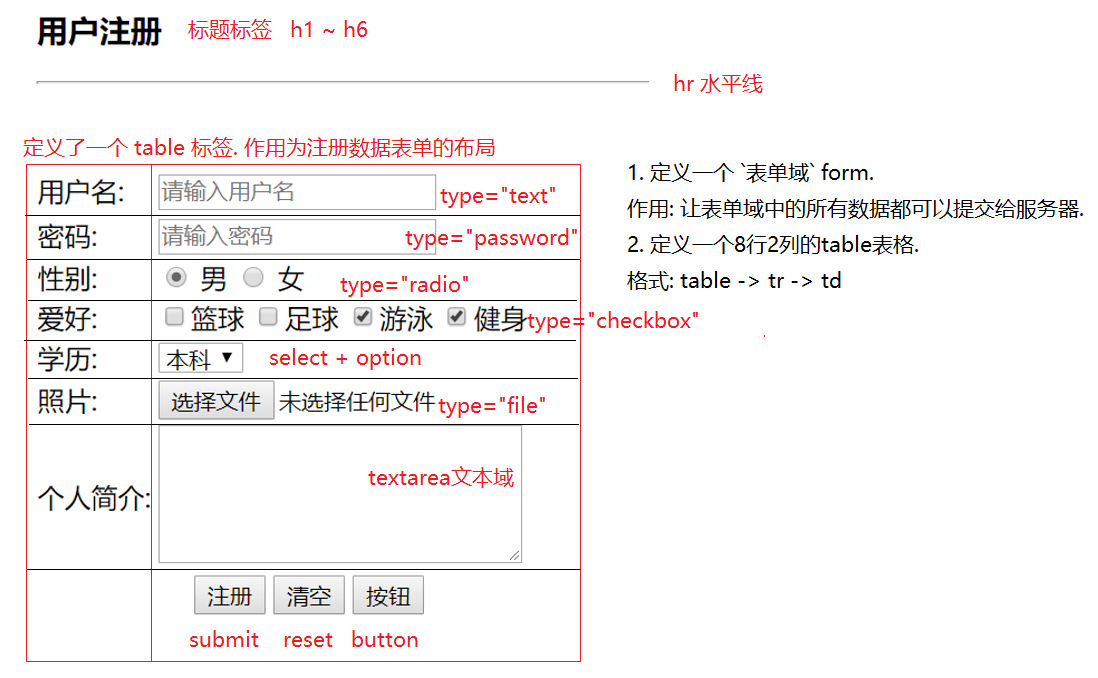 用户注册 标题标签 h1 ~ h6
hr 水平线
定义了一个 table 标签. 作用为注册数据表单的布局
用户名: 请输入用户名 type="text"
密码: 请输入密码 type="password"
性别: 男 女 type="radio"
爱好: 篮球 足球 游泳 健身 type="checkbox"
学历: 本科 select + option
照片: 选择文件 未选择任何文件 type="file"
个人简介: textarea文本域
注册 清空 按钮
submit reset button
1. 定义一个 `表单域` form.
作用: 让表单域中的所有数据都可以提交给服务器.
2. 定义一个8行2列的table表格.
格式: table -> tr -> td